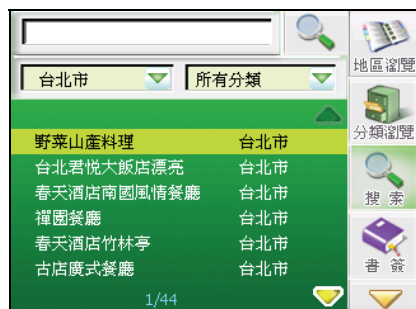 地區瀏覽
台北市 所有分類
分類瀏覽
野菜山產料理 台北市
台北君悅大飯店漂亮 台北市
春天酒店南國風情餐廳 台北市
搜 索
禪園餐廳 台北市
春天酒店竹林亭 台北市
書 簽
古店廣式餐廳 台北市
1/44